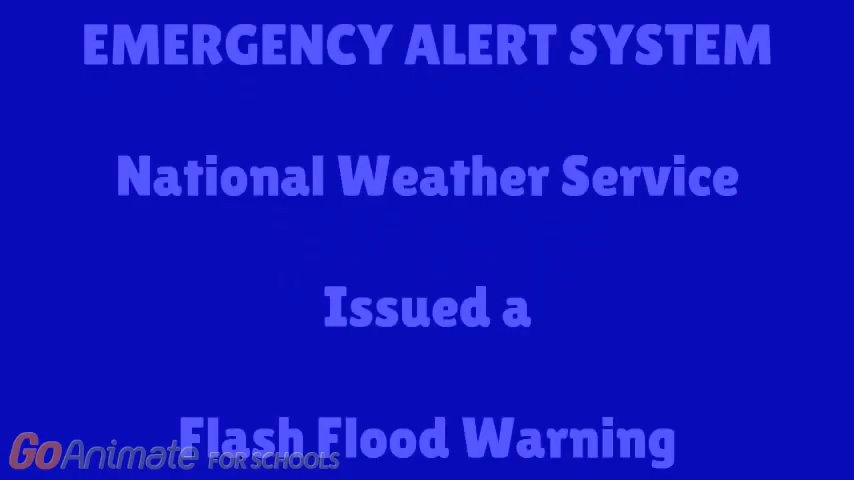 EMERGENCY ALERT SYSTEM
National Weather Service
Issued a
Flash Flood Warning
GoAnimate FOR SCHOOLS